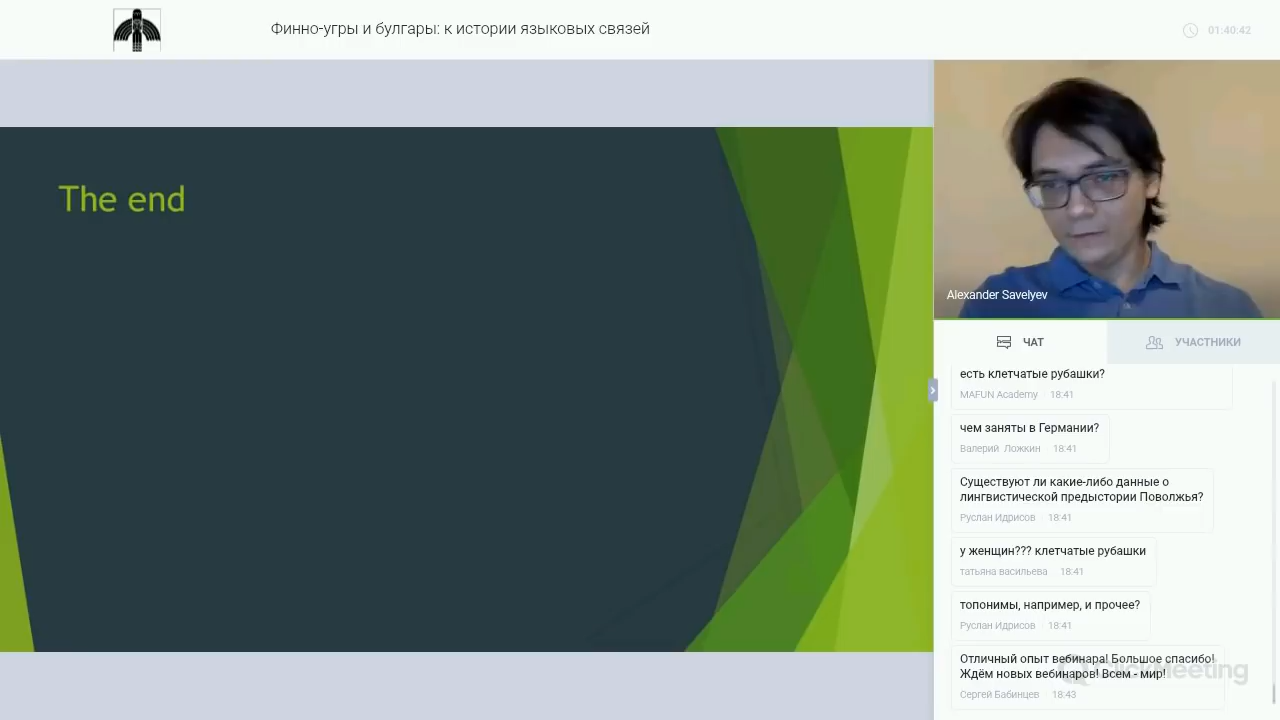 Финно-угры и булгары: к истории языковых связей
01:40:42
The end
Alexander Savelyev
ЧАТ
УЧАСТНИКИ
есть клетчатые рубашки?
MAFUN Academy 18:41
чем заняты в Германии?
Валерий Ложкин 18:41
Существуют ли какие-либо данные о
лингвистической предыстории Поволжья?
Руслан Идрисов 18:41
у женщин??? клетчатые рубашки
татьяна васильева 18:41
топонимы, например, и прочее?
Руслан Идрисов 18:41
Отличный опыт вебинара! Большое спасибо!
Ждём новых вебинаров! Всем - мир!
Сергей Бабинцев 18:43
ClickMeeting